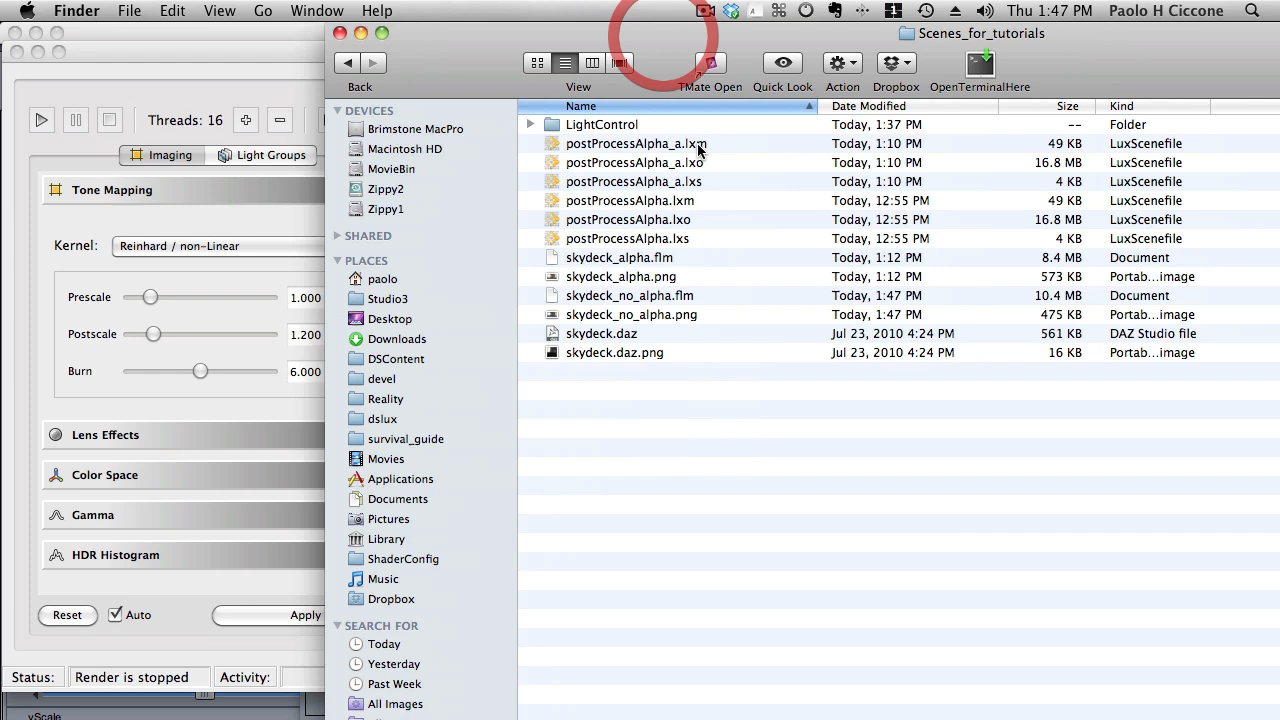 Finder File Edit View Go Window Help Thu 1:47 PM Paolo H Ciccone
Scenes_for_tutorials
Back View TMate Open Quick Look Action Dropbox OpenTerminalHere
Threads: 16
Imaging Light Groups
Tone Mapping
Kernel: Reinhard / non-Linear
Prescale 1.000
Postscale 1.200
Burn 6.000
Lens Effects
Color Space
Gamma
HDR Histogram
Reset Auto Apply
Status: Render is stopped Activity:
yScale
DEVICES
Brimstone MacPro
Macintosh HD
MovieBin
Zippy2
Zippy1
SHARED
PLACES
paolo
Studio3
Desktop
Downloads
DSContent
devel
Reality
dslux
survival_guide
Movies
Applications
Documents
Pictures
Library
ShaderConfig
Music
Dropbox
SEARCH FOR
Today
Yesterday
Past Week
All Images
Name Date Modified Size Kind
LightControl Today, 1:37 PM -- Folder
postProcessAlpha_a.lxm Today, 1:10 PM 49 KB LuxScenefile
postProcessAlpha_a.lxo Today, 1:10 PM 16.8 MB LuxScenefile
postProcessAlpha_a.lxs Today, 1:10 PM 4 KB LuxScenefile
postProcessAlpha.lxm Today, 12:55 PM 49 KB LuxScenefile
postProcessAlpha.lxo Today, 12:55 PM 16.8 MB LuxScenefile
postProcessAlpha.lxs Today, 12:55 PM 4 KB LuxScenefile
skydeck_alpha.flm Today, 1:12 PM 8.4 MB Document
skydeck_alpha.png Today, 1:12 PM 573 KB Portab...image
skydeck_no_alpha.flm Today, 1:47 PM 10.4 MB Document
skydeck_no_alpha.png Today, 1:47 PM 475 KB Portab...image
skydeck.daz Jul 23, 2010 4:24 PM 561 KB DAZ Studio file
skydeck.daz.png Jul 23, 2010 4:24 PM 16 KB Portab...image